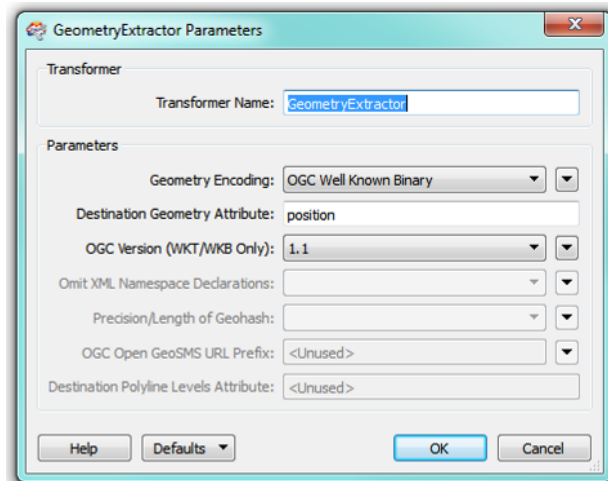 GeometryExtractor Parameters
Transformer
Transformer Name: GeometryExtractor
Parameters
Geometry Encoding: OGC Well Known Binary
Destination Geometry Attribute: position
OGC Version (WKT/WKB Only): 1.1
Omit XML Namespace Declarations:
Precision/Length of Geohash:
OGC Open GeoSMS URL Prefix: <Unused>
Destination Polyline Levels Attribute: <Unused>
Help Defaults OK Cancel